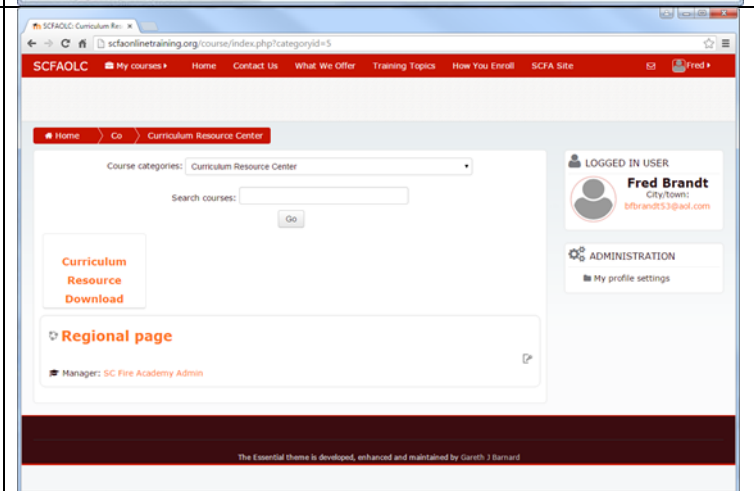 SCFAOLC: Curriculum Res
scfaonlinetraining.org/course/index.php?categoryid=5
SCFAOLC My courses Home Contact Us What We Offer Training Topics How You Enroll SCFA Site Fred
Home Co Curriculum Resource Center
Course categories: Curriculum Resource Center
Search courses:
Go
Curriculum
Resource
Download
Regional page
Manager: SC Fire Academy Admin
LOGGED IN USER
Fred Brandt
City/town:
bfbrandt53@aol.com
ADMINISTRATION
My profile settings
The Essential theme is developed, enhanced and maintained by Gareth J Barnard